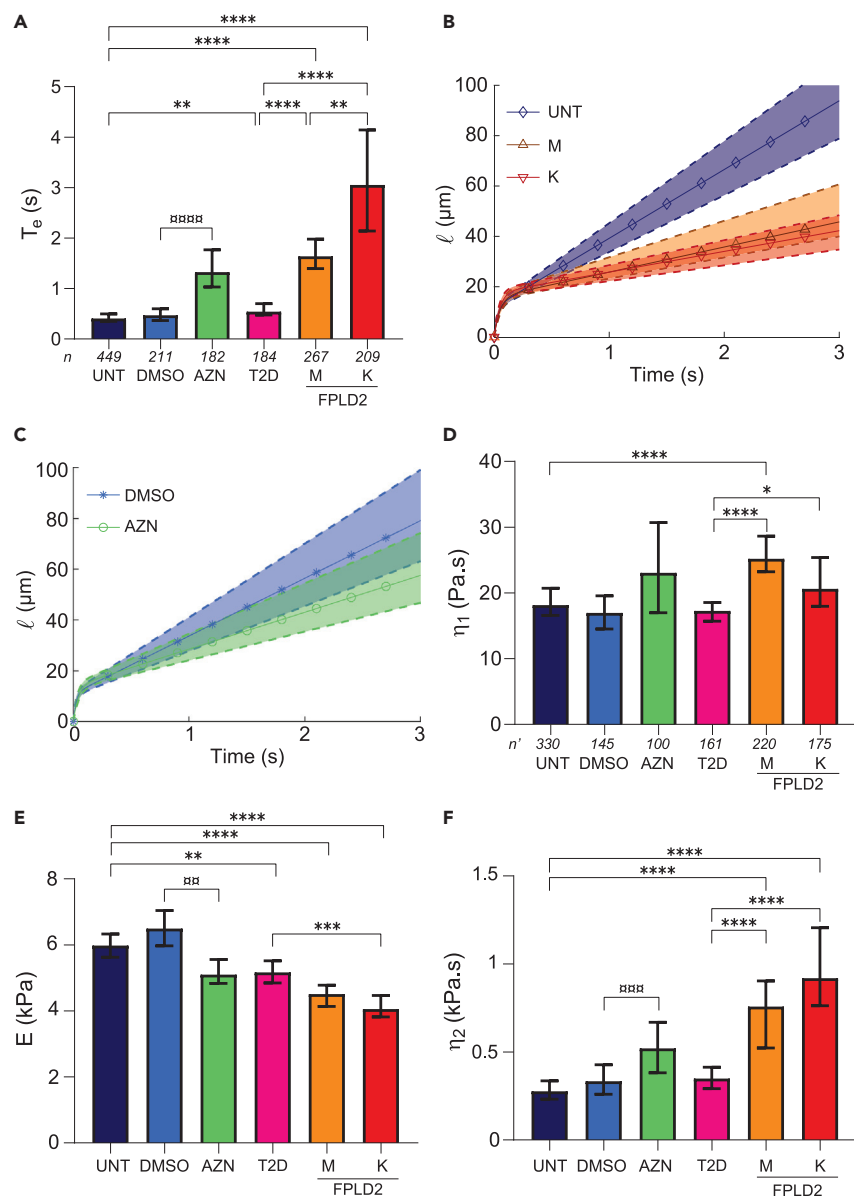 A
****
****
****
**
****
**
¤¤¤¤
5
4
3
2
1
0
Te (s)
n
449
211
182
184
267
209
UNT
DMSO
AZN
T2D
M
K
FPLD2
B
100
80
60
40
20
0
ℓ (µm)
UNT
M
K
0
1
2
3
Time (s)
C
100
80
60
40
20
0
ℓ (µm)
DMSO
AZN
0
1
2
3
Time (s)
D
****
*
****
40
30
20
10
0
η1 (Pa.s)
n'
330
145
100
161
220
175
UNT
DMSO
AZN
T2D
M
K
FPLD2
E
****
****
**
¤¤
***
8
6
4
2
0
E (kPa)
UNT
DMSO
AZN
T2D
M
K
FPLD2
F
****
****
****
****
¤¤¤
1.5
1
0.5
0
η2 (kPa.s)
UNT
DMSO
AZN
T2D
M
K
FPLD2